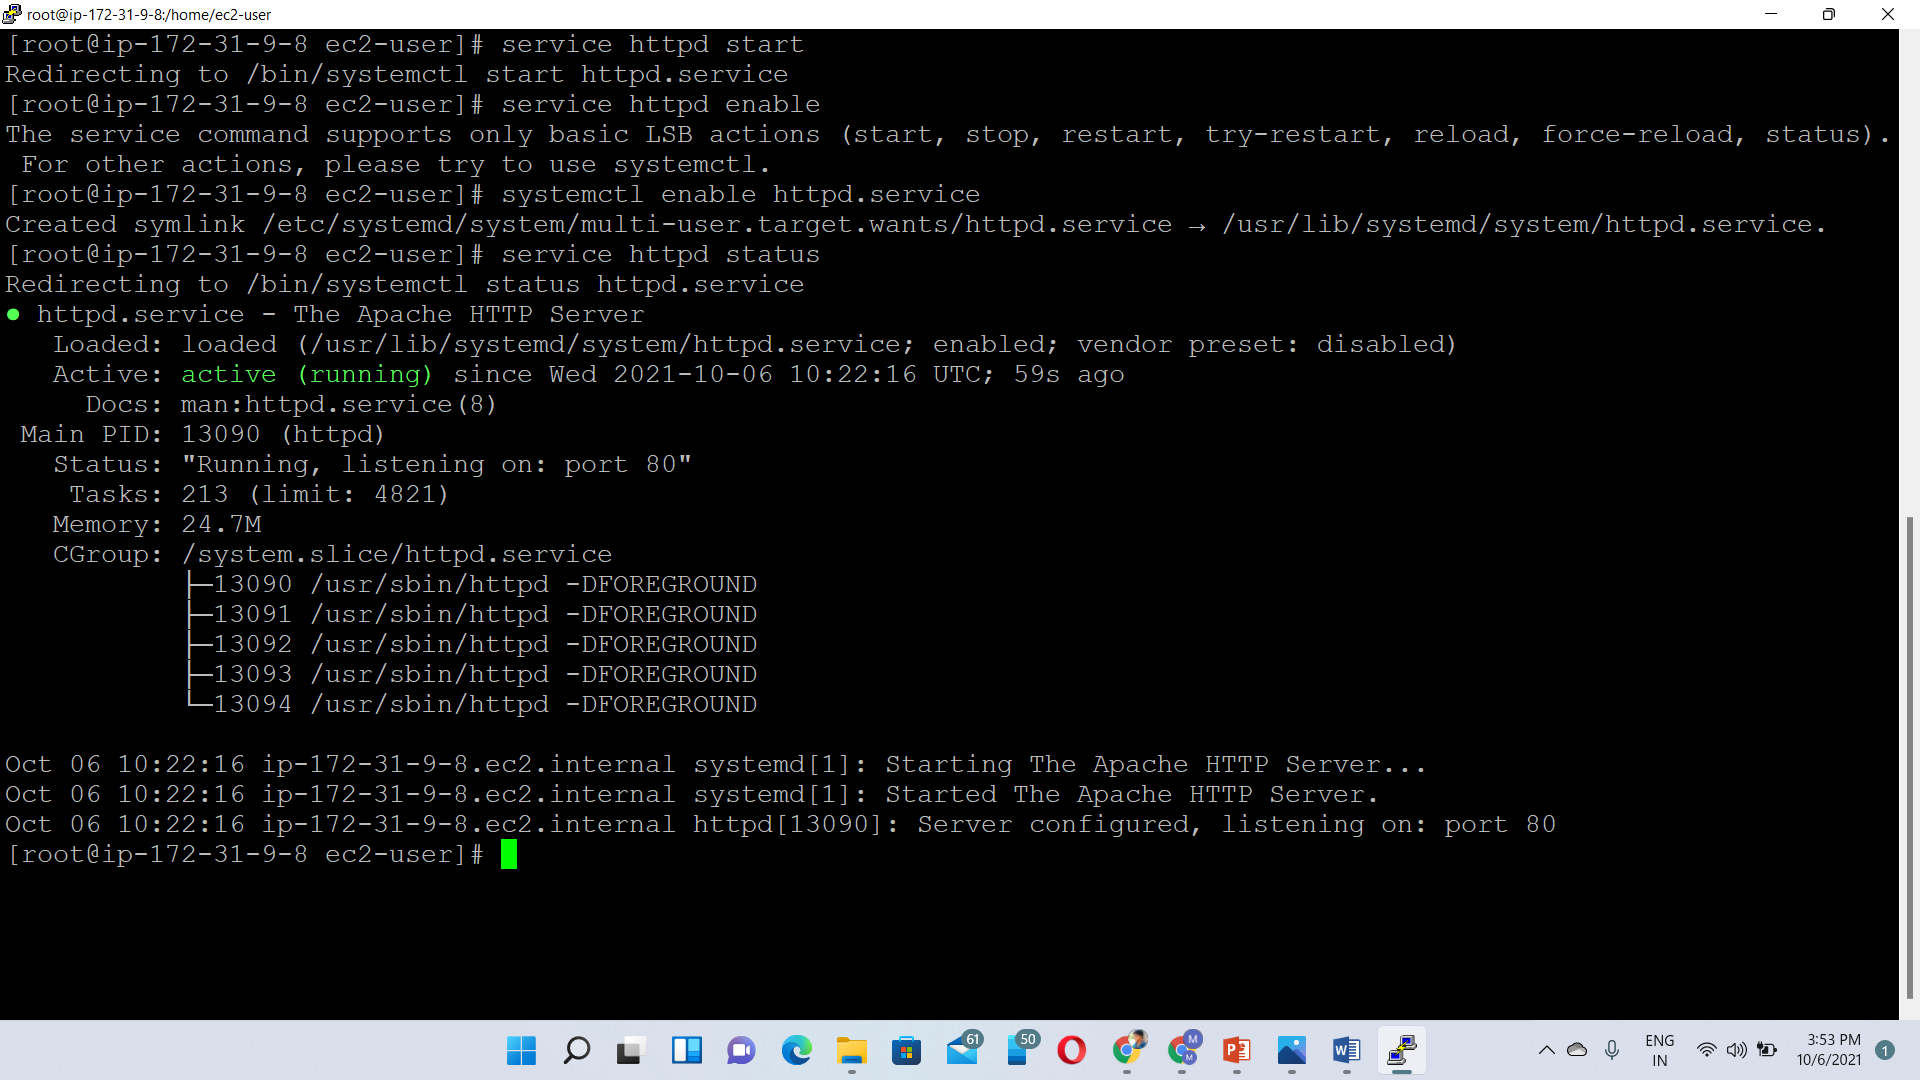 root@ip-172-31-9-8:/home/ec2-user
[root@ip-172-31-9-8 ec2-user]# service httpd start
Redirecting to /bin/systemctl start httpd.service
[root@ip-172-31-9-8 ec2-user]# service httpd enable
The service command supports only basic LSB actions (start, stop, restart, try-restart, reload, force-reload, status).
 For other actions, please try to use systemctl.
[root@ip-172-31-9-8 ec2-user]# systemctl enable httpd.service
Created symlink /etc/systemd/system/multi-user.target.wants/httpd.service → /usr/lib/systemd/system/httpd.service.
[root@ip-172-31-9-8 ec2-user]# service httpd status
Redirecting to /bin/systemctl status httpd.service
● httpd.service - The Apache HTTP Server
   Loaded: loaded (/usr/lib/systemd/system/httpd.service; enabled; vendor preset: disabled)
   Active: active (running) since Wed 2021-10-06 10:22:16 UTC; 59s ago
     Docs: man:httpd.service(8)
 Main PID: 13090 (httpd)
   Status: "Running, listening on: port 80"
    Tasks: 213 (limit: 4821)
   Memory: 24.7M
   CGroup: /system.slice/httpd.service
           ├─13090 /usr/sbin/httpd -DFOREGROUND
           ├─13091 /usr/sbin/httpd -DFOREGROUND
           ├─13092 /usr/sbin/httpd -DFOREGROUND
           ├─13093 /usr/sbin/httpd -DFOREGROUND
           └─13094 /usr/sbin/httpd -DFOREGROUND
Oct 06 10:22:16 ip-172-31-9-8.ec2.internal systemd[1]: Starting The Apache HTTP Server...
Oct 06 10:22:16 ip-172-31-9-8.ec2.internal systemd[1]: Started The Apache HTTP Server.
Oct 06 10:22:16 ip-172-31-9-8.ec2.internal httpd[13090]: Server configured, listening on: port 80
[root@ip-172-31-9-8 ec2-user]#
61
50
M
M
P
W
ENG
IN
3:53 PM
10/6/2021
1